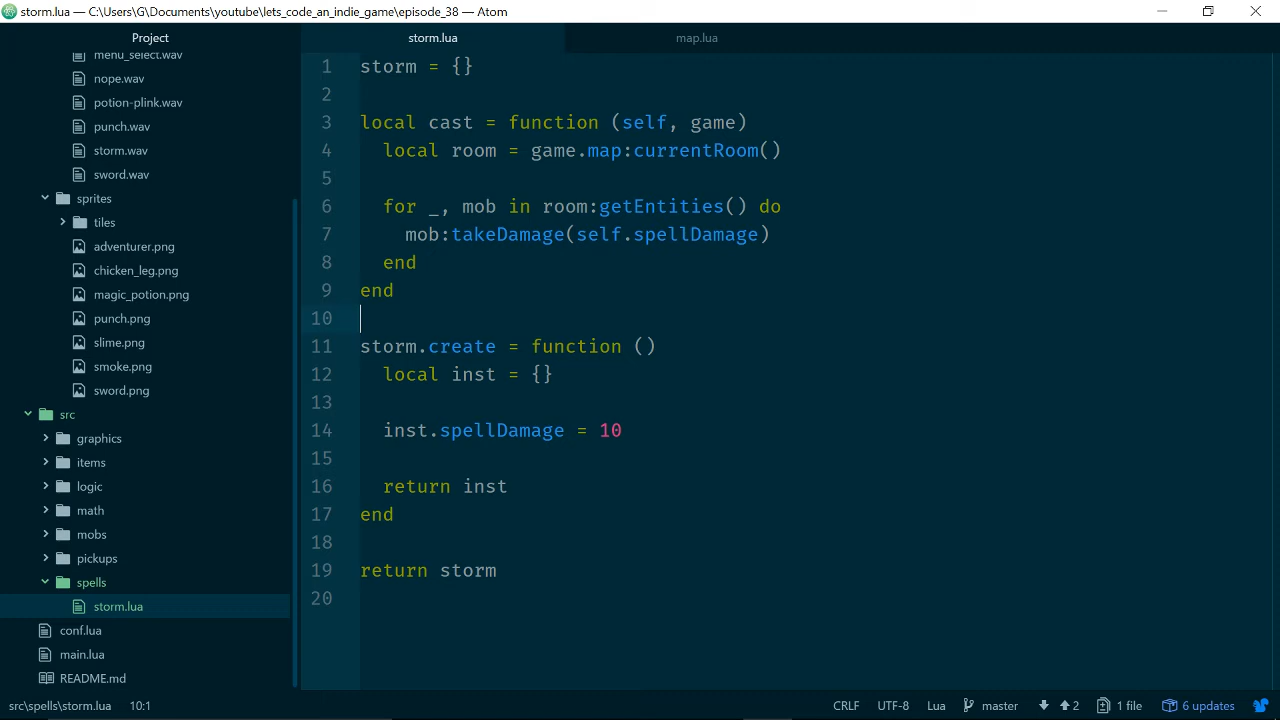 storm.lua — C:\Users\G\Documents\youtube\lets_code_an_indie_game\episode_38 — Atom
Project
storm.lua
map.lua
menu_select.wav
nope.wav
potion-plink.wav
punch.wav
storm.wav
sword.wav
sprites
tiles
adventurer.png
chicken_leg.png
magic_potion.png
punch.png
slime.png
smoke.png
sword.png
src
graphics
items
logic
math
mobs
pickups
spells
storm.lua
conf.lua
main.lua
README.md
1 storm = {}
2
3 local cast = function (self, game)
4 local room = game.map:currentRoom()
5
6 for _, mob in room:getEntities() do
7 mob:takeDamage(self.spellDamage)
8 end
9 end
10
11 storm.create = function ()
12 local inst = {}
13
14 inst.spellDamage = 10
15
16 return inst
17 end
18
19 return storm
20
src\spells\storm.lua 10:1 CRLF UTF-8 Lua master 2 1 file 6 updates